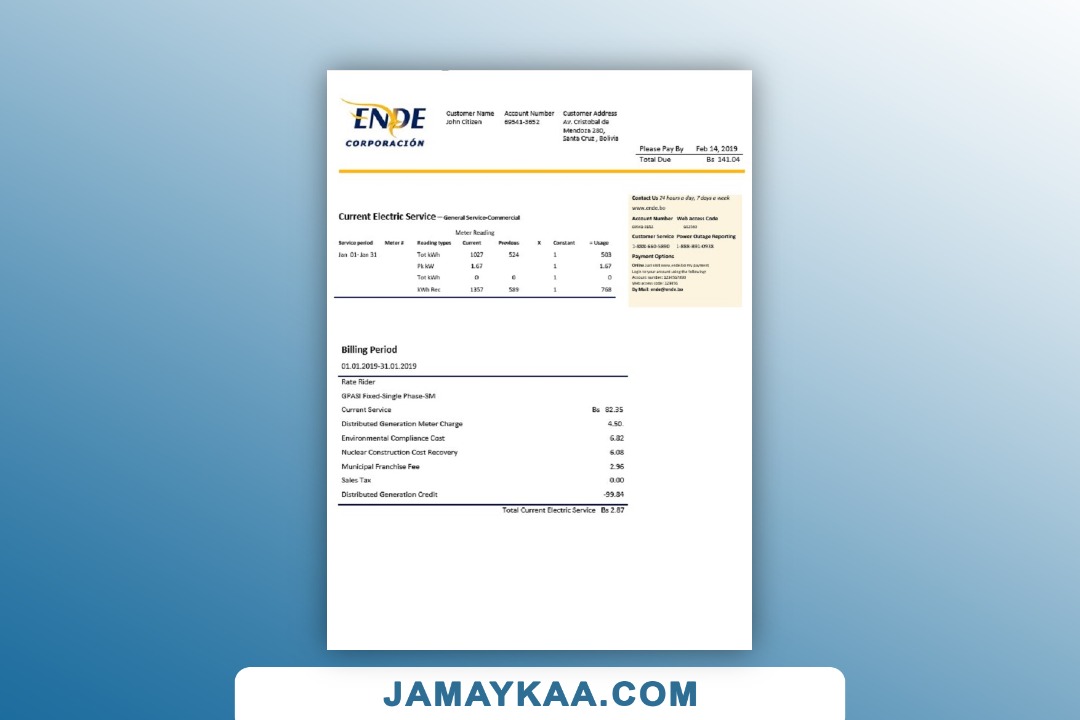 ENDE
CORPORACIÓN
Customer Name Account Number Customer Address
John Citizen 69541-3652 Av. Cristobal de
Mendoza 280,
Santa Cruz, Bolivia
Please Pay By Feb 14, 2019
Total Due Bs 141.04
Contact Us 24 hours a day, 7 days a week
www.ende.bo
Account Number Web access Code
Customer Service Power Outage Reporting
1-800-660-5890 1-888-891-0938
Payment Options
By Mail: ende@ende.bo
Current Electric Service – General Service-Commercial
Meter Reading
Service period Meter # Reading types Current Previous X Constant = Usage
Jan 01- Jan 31 Tot kWh 1027 524 1 503
Pk kW 1.67 1 1.67
Tot kWh 0 0 1 0
KWh Rec 1357 589 1 768
Billing Period
01.01.2019-31.01.2019
Rate Rider
GPASI Fixed-Single Phase-SM
Current Service Bs 82.35
Distributed Generation Meter Charge 4.50
Environmental Compliance Cost 6.82
Nuclear Construction Cost Recovery 6.08
Municipal Franchise Fee 2.96
Sales Tax 0.00
Distributed Generation Credit -99.84
Total Current Electric Service Bs 2.87
JAMAYKAA.COM